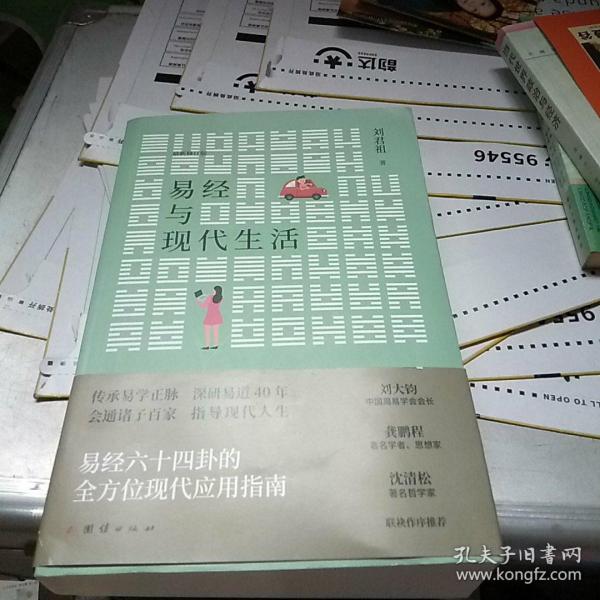 韵达
95546
刘君祖 著
易经
与
现代生活
传承易学正脉 深研易道40年
会通诸子百家 指导现代人生
易经六十四卦的
全方位现代应用指南
团结出版社
刘大钧
中国周易学会会长
龚鹏程
著名学者、思想家
沈清松
著名哲学家
联袂作序推荐
孔夫子旧书网
www.kongfz.com